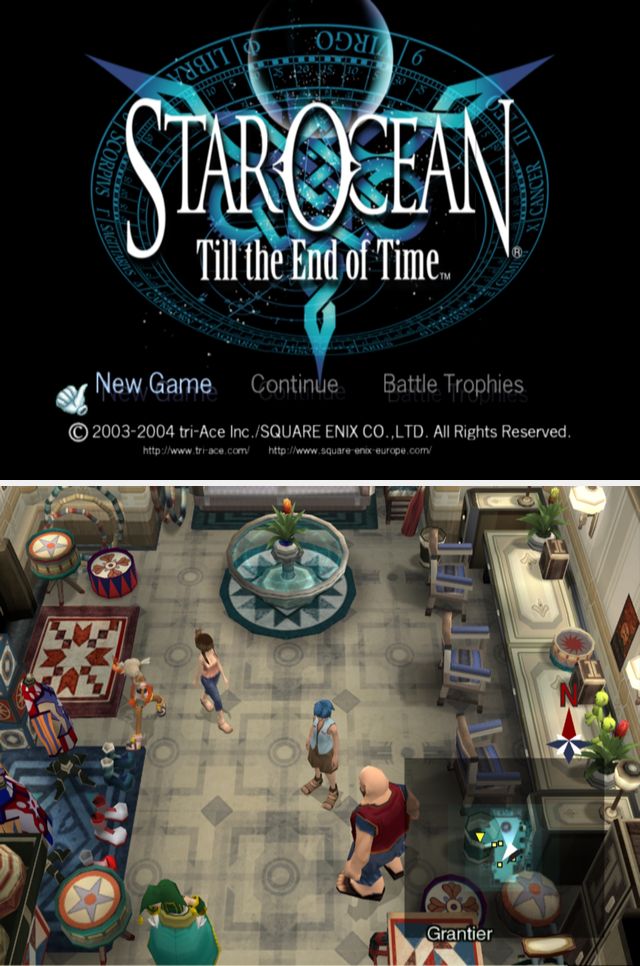 LIBRA
VIRGO
SCORPIUS
CANCER
STAR OCEAN®
Till the End of Time™
New Game Continue Battle Trophies
© 2003-2004 tri-Ace Inc./SQUARE ENIX CO.,LTD. All Rights Reserved.
http://www.tri-ace.com/ http://www.square-enix-europe.com/
N
Grantier